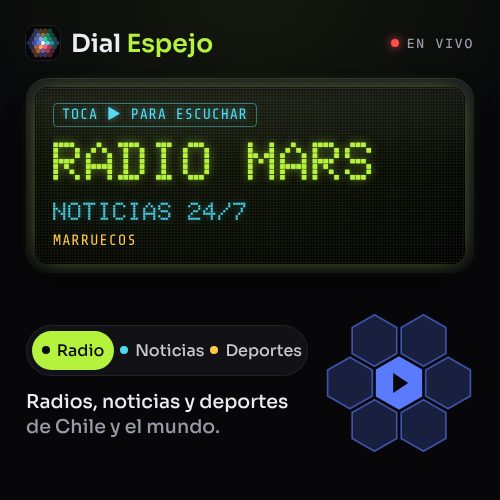 Dial Espejo
EN VIVO
TOCA ▶ PARA ESCUCHAR
RADIO MARS
NOTICIAS 24/7
MARRUECOS
Radio
Noticias
Deportes
Radios, noticias y deportes
de Chile y el mundo.